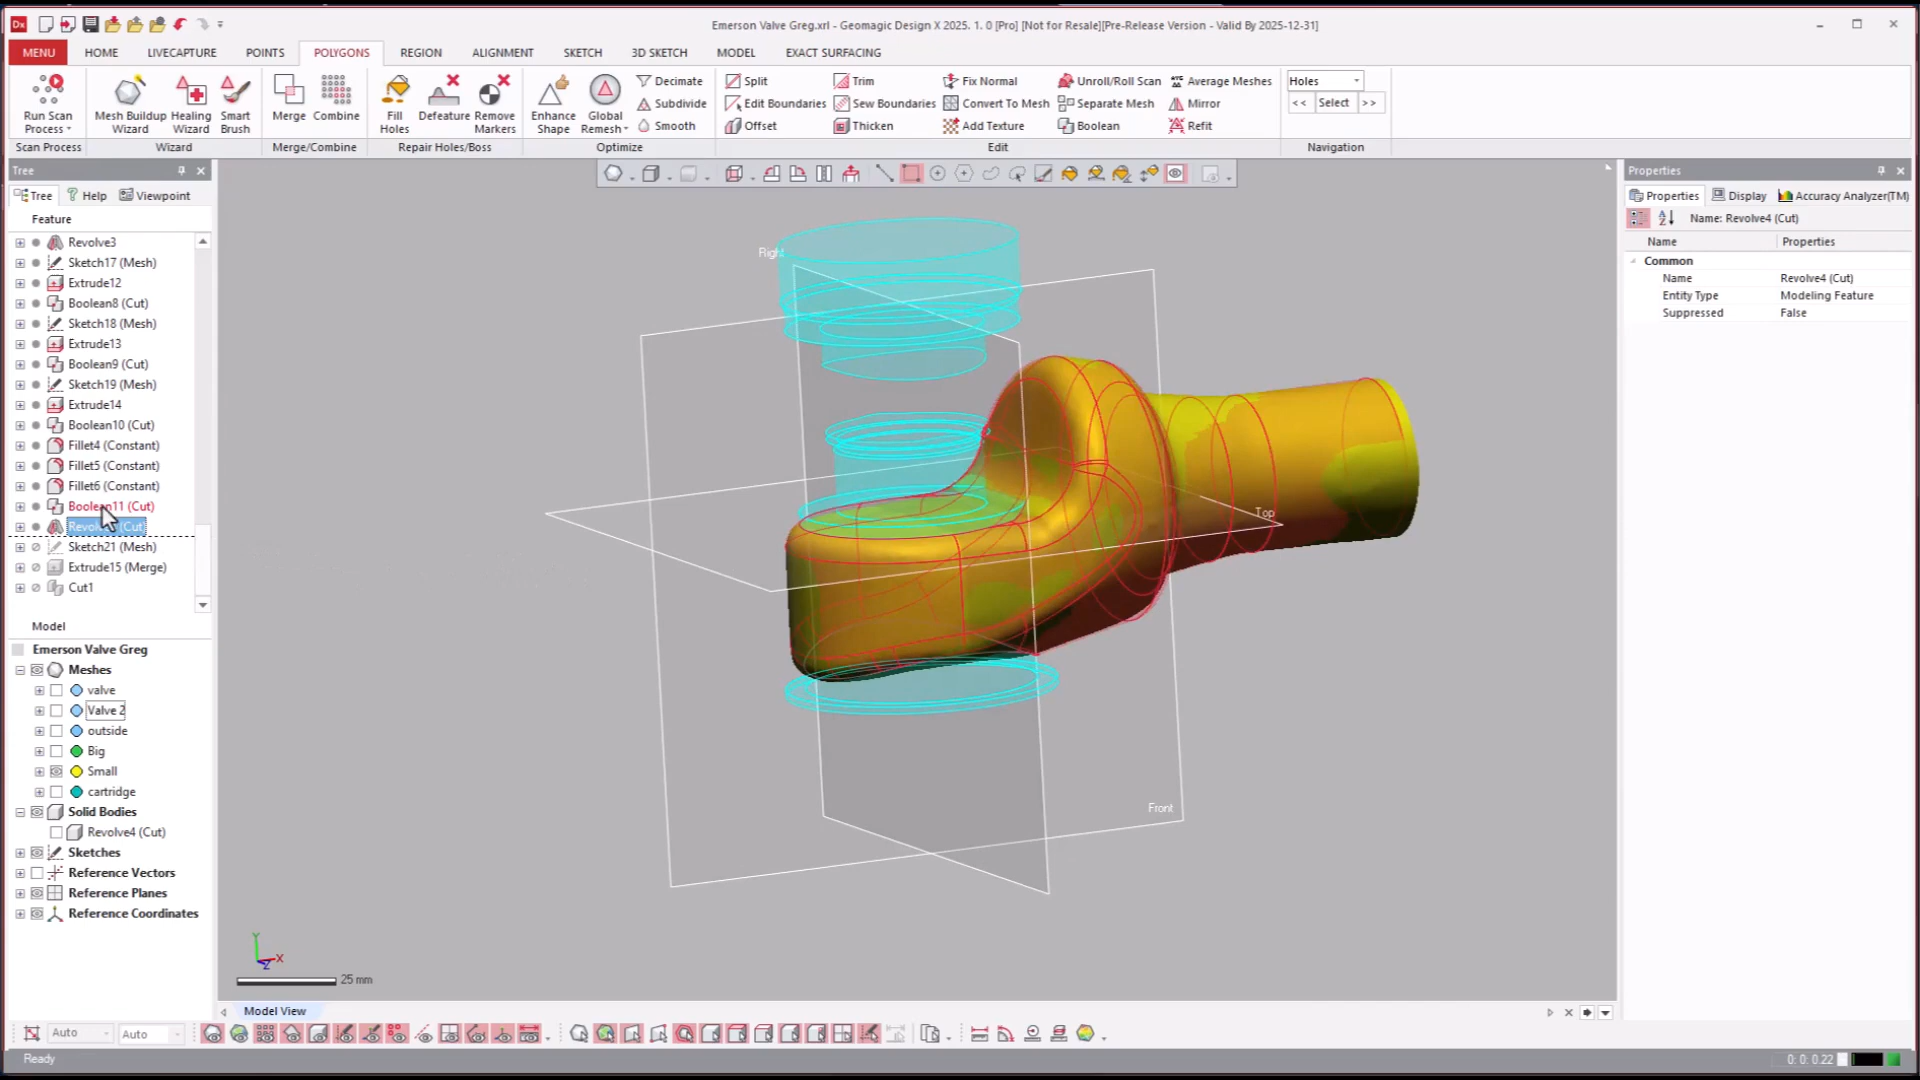 Emerson Valve Greg.xrl - Geomagic Design X 2025. 1. 0 [Pro] [Not for Resale][Pre-Release Version - Valid By 2025-12-31]
MENU HOME LIVECAPTURE POINTS POLYGONS REGION ALIGNMENT SKETCH 3D SKETCH MODEL EXACT SURFACING
Run Scan Process
Mesh Buildup Wizard
Healing Wizard
Smart Brush
Merge
Combine
Fill Holes
Defeature
Remove Markers
Enhance Shape
Global Remesh
Decimate
Subdivide
Smooth
Split Trim Fix Normal Unroll/Roll Scan Average Meshes
Edit Boundaries Sew Boundaries Convert To Mesh Separate Mesh Mirror
Offset Thicken Add Texture Boolean Refit
Holes
<< Select >>
Scan Process Wizard Merge/Combine Repair Holes/Boss Optimize Edit Navigation
Tree
Tree Help Viewpoint
Feature
Revolve3
Sketch17 (Mesh)
Extrude12
Boolean8 (Cut)
Sketch18 (Mesh)
Extrude13
Boolean9 (Cut)
Sketch19 (Mesh)
Extrude14
Boolean10 (Cut)
Fillet4 (Constant)
Fillet5 (Constant)
Fillet6 (Constant)
Boolean11 (Cut)
Sketch21 (Mesh)
Extrude15 (Merge)
Cut1
Model
Emerson Valve Greg
Meshes
valve
Valve 2
outside
Big
Small
cartridge
Solid Bodies
Revolve4 (Cut)
Sketches
Reference Vectors
Reference Planes
Reference Coordinates
Right
Top
Front
Y
X
Z
25 mm
Model View
Properties
Properties Display Accuracy Analyzer(TM)
Name: Revolve4 (Cut)
Name Properties
Common
Name Revolve4 (Cut)
Entity Type Modeling Feature
Suppressed False
Auto Auto
Ready
0: 0: 0.22